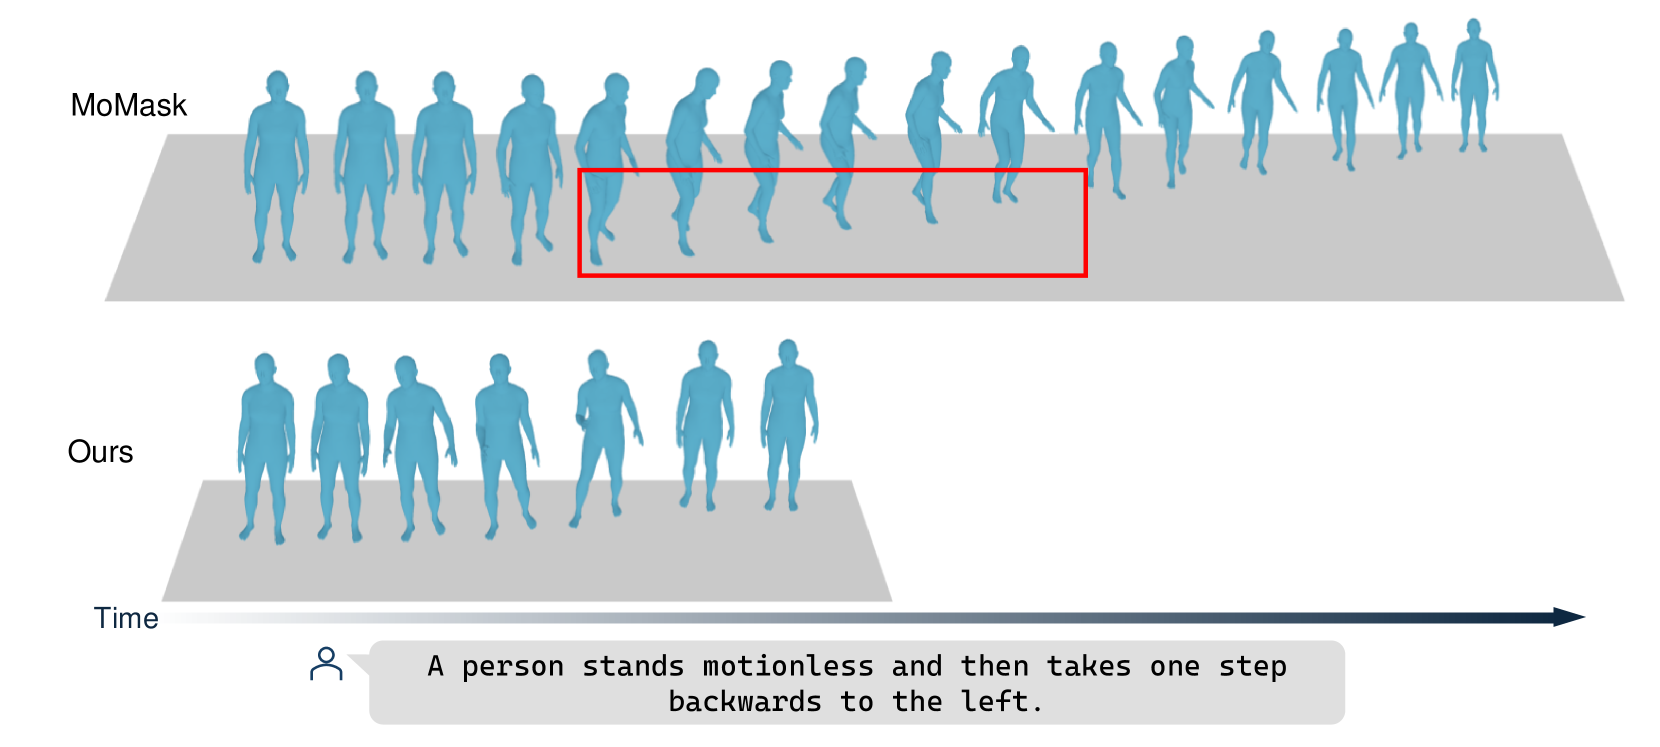 MoMask
Ours
Time
A person stands motionless and then takes one step
backwards to the left.